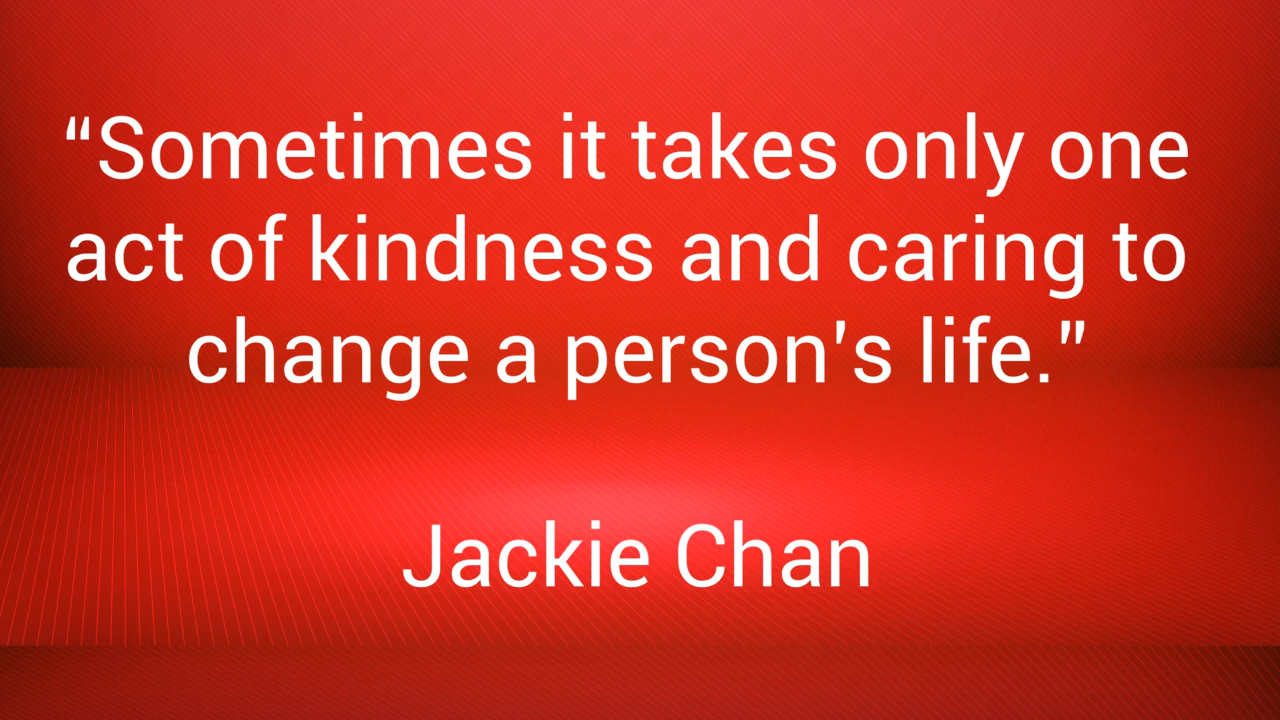 “Sometimes it takes only one
act of kindness and caring to
change a person's life.”
Jackie Chan